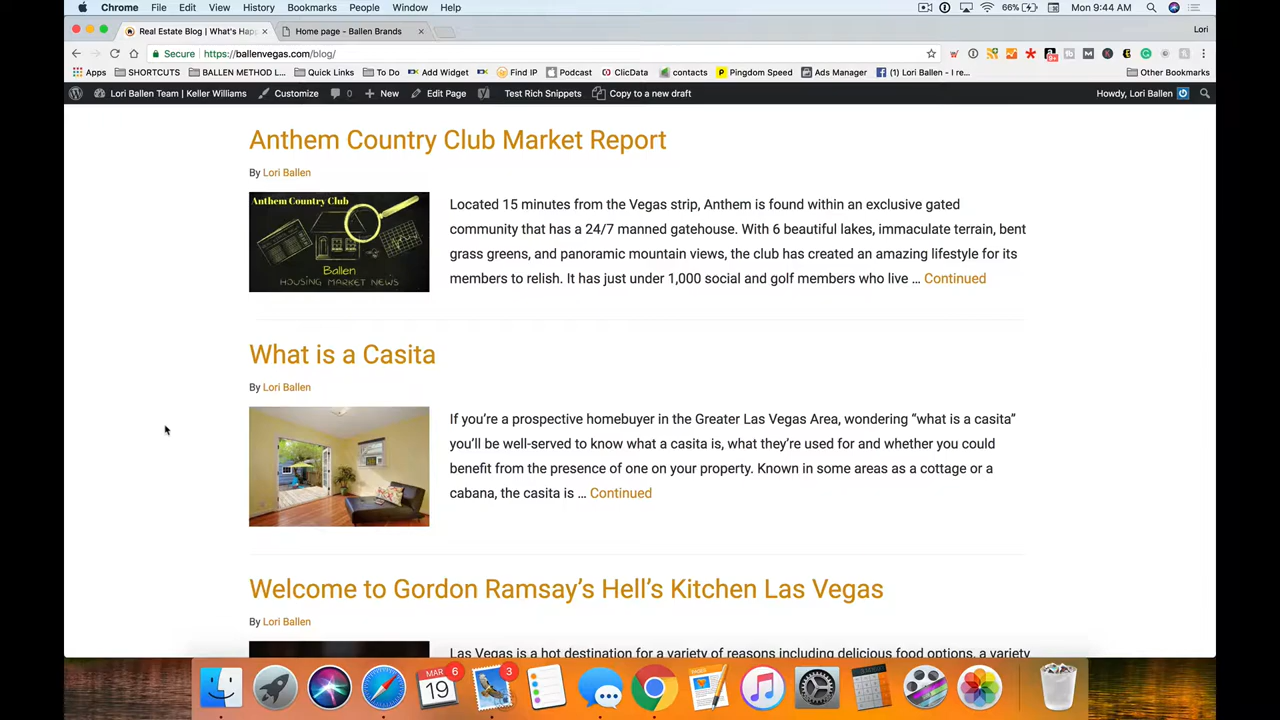 Chrome File Edit View History Bookmarks People Window Help 66% Mon 9:44 AM
Real Estate Blog | What's Hap Home page - Ballen Brands Lori
Secure https://ballenvegas.com/blog/
Apps SHORTCUTS BALLEN METHOD L... Quick Links To Do Add Widget Find IP Podcast ClicData contacts Pingdom Speed Ads Manager (1) Lori Ballen - I re... Other Bookmarks
Lori Ballen Team | Keller Williams Customize 0 New Edit Page Test Rich Snippets Copy to a new draft Howdy, Lori Ballen
Anthem Country Club Market Report
By Lori Ballen
Anthem Country Club
Ballen
HOUSING MARKET NEWS
Located 15 minutes from the Vegas strip, Anthem is found within an exclusive gated
community that has a 24/7 manned gatehouse. With 6 beautiful lakes, immaculate terrain, bent
grass greens, and panoramic mountain views, the club has created an amazing lifestyle for its
members to relish. It has just under 1,000 social and golf members who live ... Continued
What is a Casita
By Lori Ballen
If you're a prospective homebuyer in the Greater Las Vegas Area, wondering “what is a casita”
you'll be well-served to know what a casita is, what they're used for and whether you could
benefit from the presence of one on your property. Known in some areas as a cottage or a
cabana, the casita is ... Continued
Welcome to Gordon Ramsay's Hell's Kitchen Las Vegas
By Lori Ballen
Las Vegas is a hot destination for a variety of reasons including delicious food options, a variety
MAR 6
19
3
PAGES